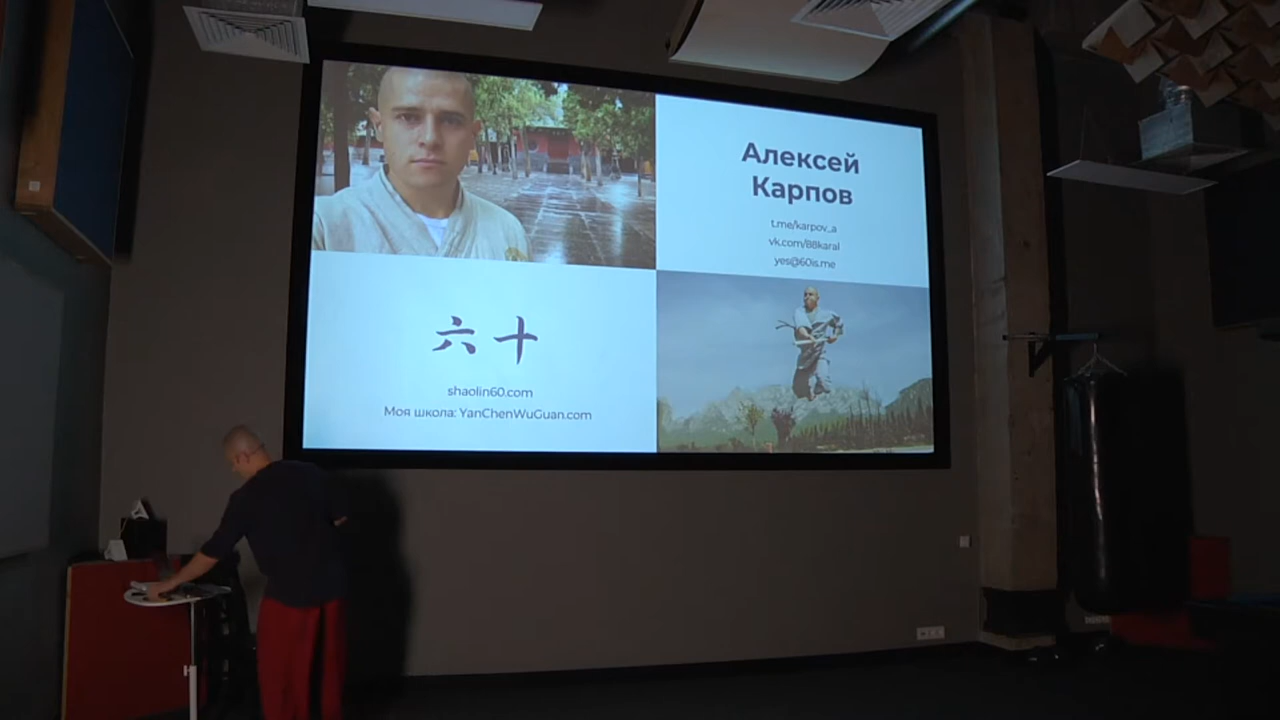 Алексей
Карпов
t.me/karpov_a
vk.com/88karal
yes@60is.me
六十
shaolin60.com
Моя школа: YanChenWuGuan.com